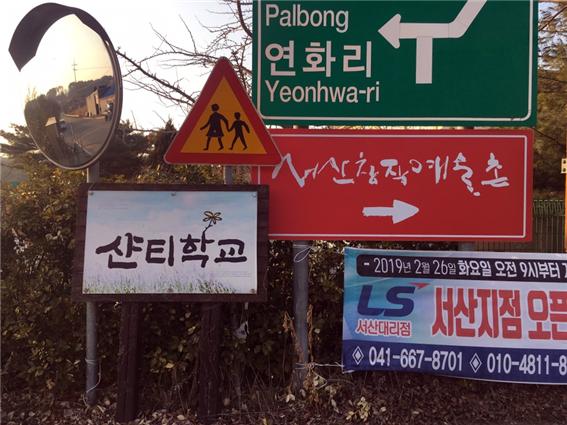 Palbong
연화리
Yeonhwa-ri
서산창작예술촌
샨티학교
- 2019년 2월 26일 화요일 오전 9시부터
LS
서산대리점
서산지점 오픈
◈ 041-667-8701 ◈ 010-4811-8